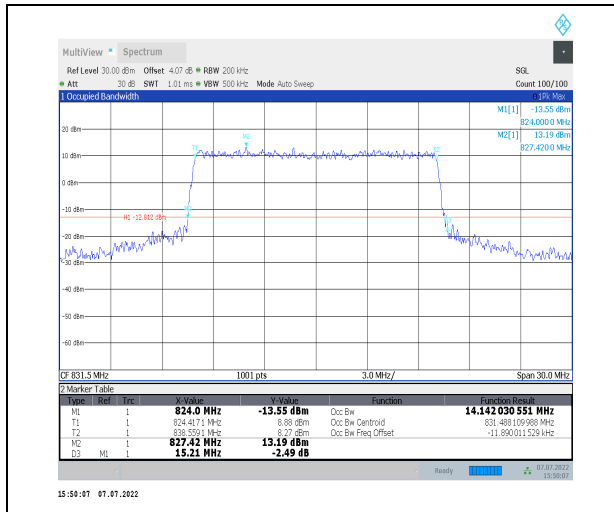 MultiView Spectrum
Ref Level 30.00 dBm Offset 4.07 dB RBW 200 kHz SGL
Att 30 dB SWT 1.01 ms VBW 500 kHz Mode Auto Sweep Count 100/100
1 Occupied Bandwidth 1Pk Max
M1[1] -13.55 dBm
824.0000 MHz
M2[1] 13.19 dBm
827.4200 MHz
20 dBm
M2
T1 T2
10 dBm
0 dBm
-10 dBm
H1 -12.812 dBm
-20 dBm
-30 dBm
-40 dBm
-50 dBm
-60 dBm
CF 831.5 MHz 1001 pts 3.0 MHz/ Span 30.0 MHz
2 Marker Table
Type Ref Trc X-Value Y-Value Function Function Result
M1 1 824.0 MHz -13.55 dBm Occ Bw 14.142 030 551 MHz
T1 1 824.4171 MHz 8.88 dBm Occ Bw Centroid 831.488 109 988 MHz
T2 1 838.5591 MHz 8.27 dBm Occ Bw Freq Offset -11.890 011 529 kHz
M2 1 827.42 MHz 13.19 dBm
D3 M1 1 15.21 MHz -2.49 dB
Ready 07.07.2022
15:50:07
15:50:07 07.07.2022